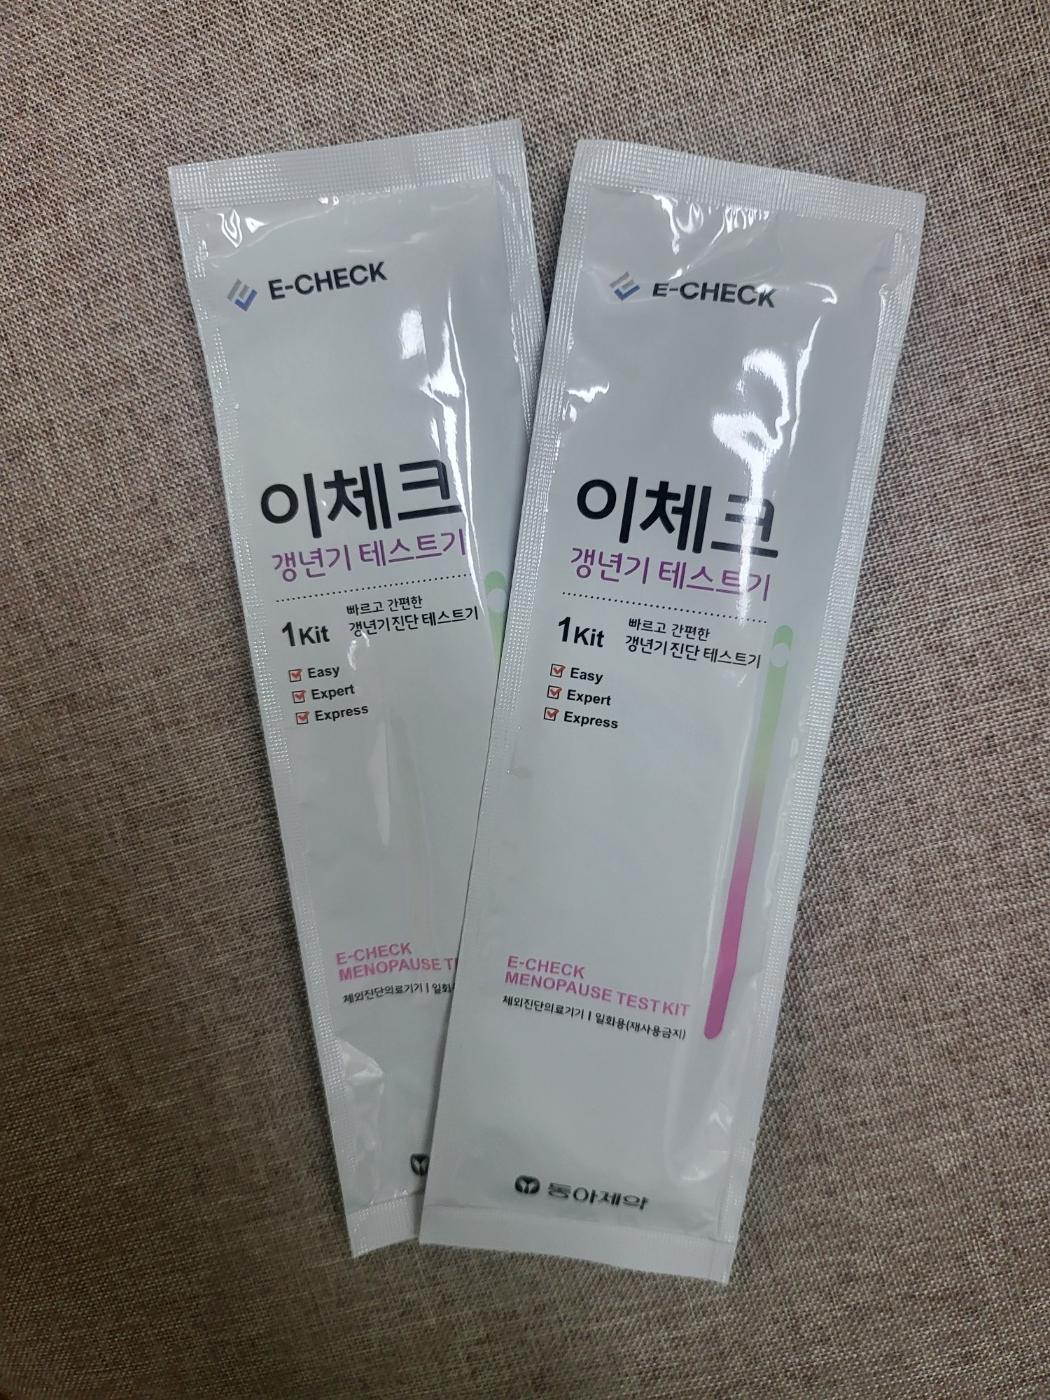 E-CHECK
이체크
갱년기 테스트기
1Kit
빠르고 간편한
갱년기 진단 테스트기
Easy
Expert
Express
E-CHECK
MENOPAUSE
체외진단의료기기 |
E-CHECK
이체크
갱년기 테스트기
1Kit
빠르고 간편한
갱년기 진단 테스트기
Easy
Expert
Express
E-CHECK
MENOPAUSE TEST KIT
체외진단의료기기 | 일회용(재사용금지)
동아제약